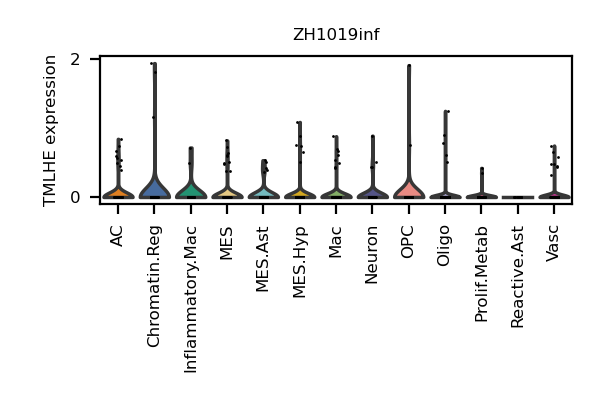 ZH1019inf
TMLHE expression
2
0
AC
Chromatin.Reg
Inflammatory.Mac
MES
MES.Ast
MES.Hyp
Mac
Neuron
OPC
Oligo
Prolif.Metab
Reactive.Ast
Vasc